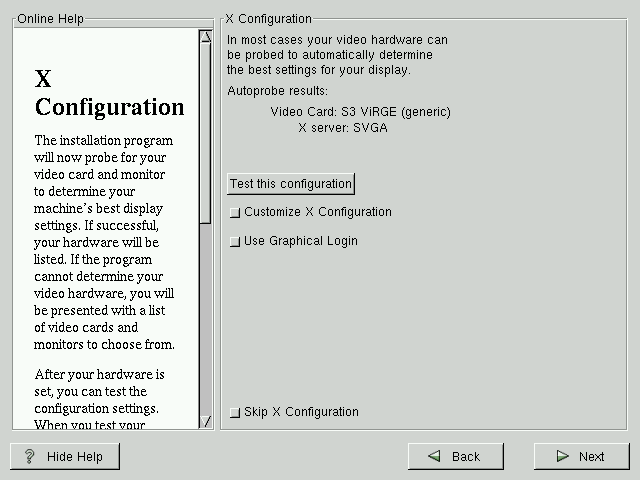 Online Help
X
Configuration
The installation program
will now probe for your
video card and monitor
to determine your
machine's best display
settings. If successful,
your hardware will be
listed. If the program
cannot determine your
video hardware, you will
be presented with a list
of video cards and
monitors to choose from.
After your hardware is
set, you can test the
configuration settings.
When you test your
X Configuration
In most cases your video hardware can
be probed to automatically determine
the best settings for your display.
Autoprobe results:
Video Card: S3 ViRGE (generic)
X server: SVGA
Test this configuration
Customize X Configuration
Use Graphical Login
Skip X Configuration
? Hide Help
Back
Next